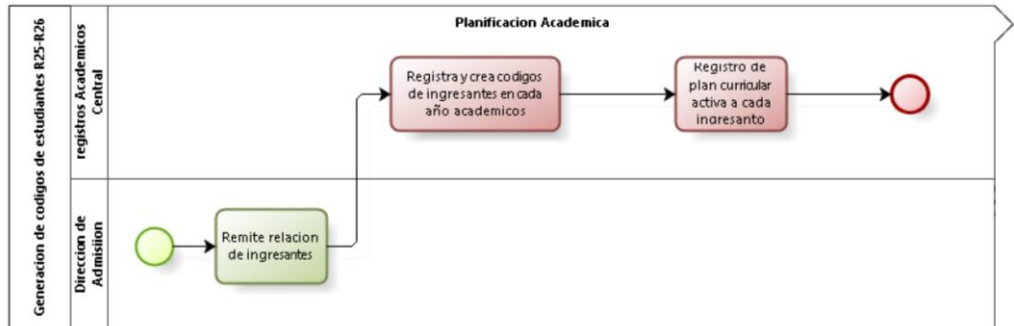 Generacion de codigos de estudiantes R25-R26
registros Academicos
Central
Direccion de
Admisiion
Planificacion Academica
Registra y crea codigos
de ingresantes en cada
año academicos
Registro de
plan curricular
activa a cada
ingresanto
Remite relacion
de ingresantes